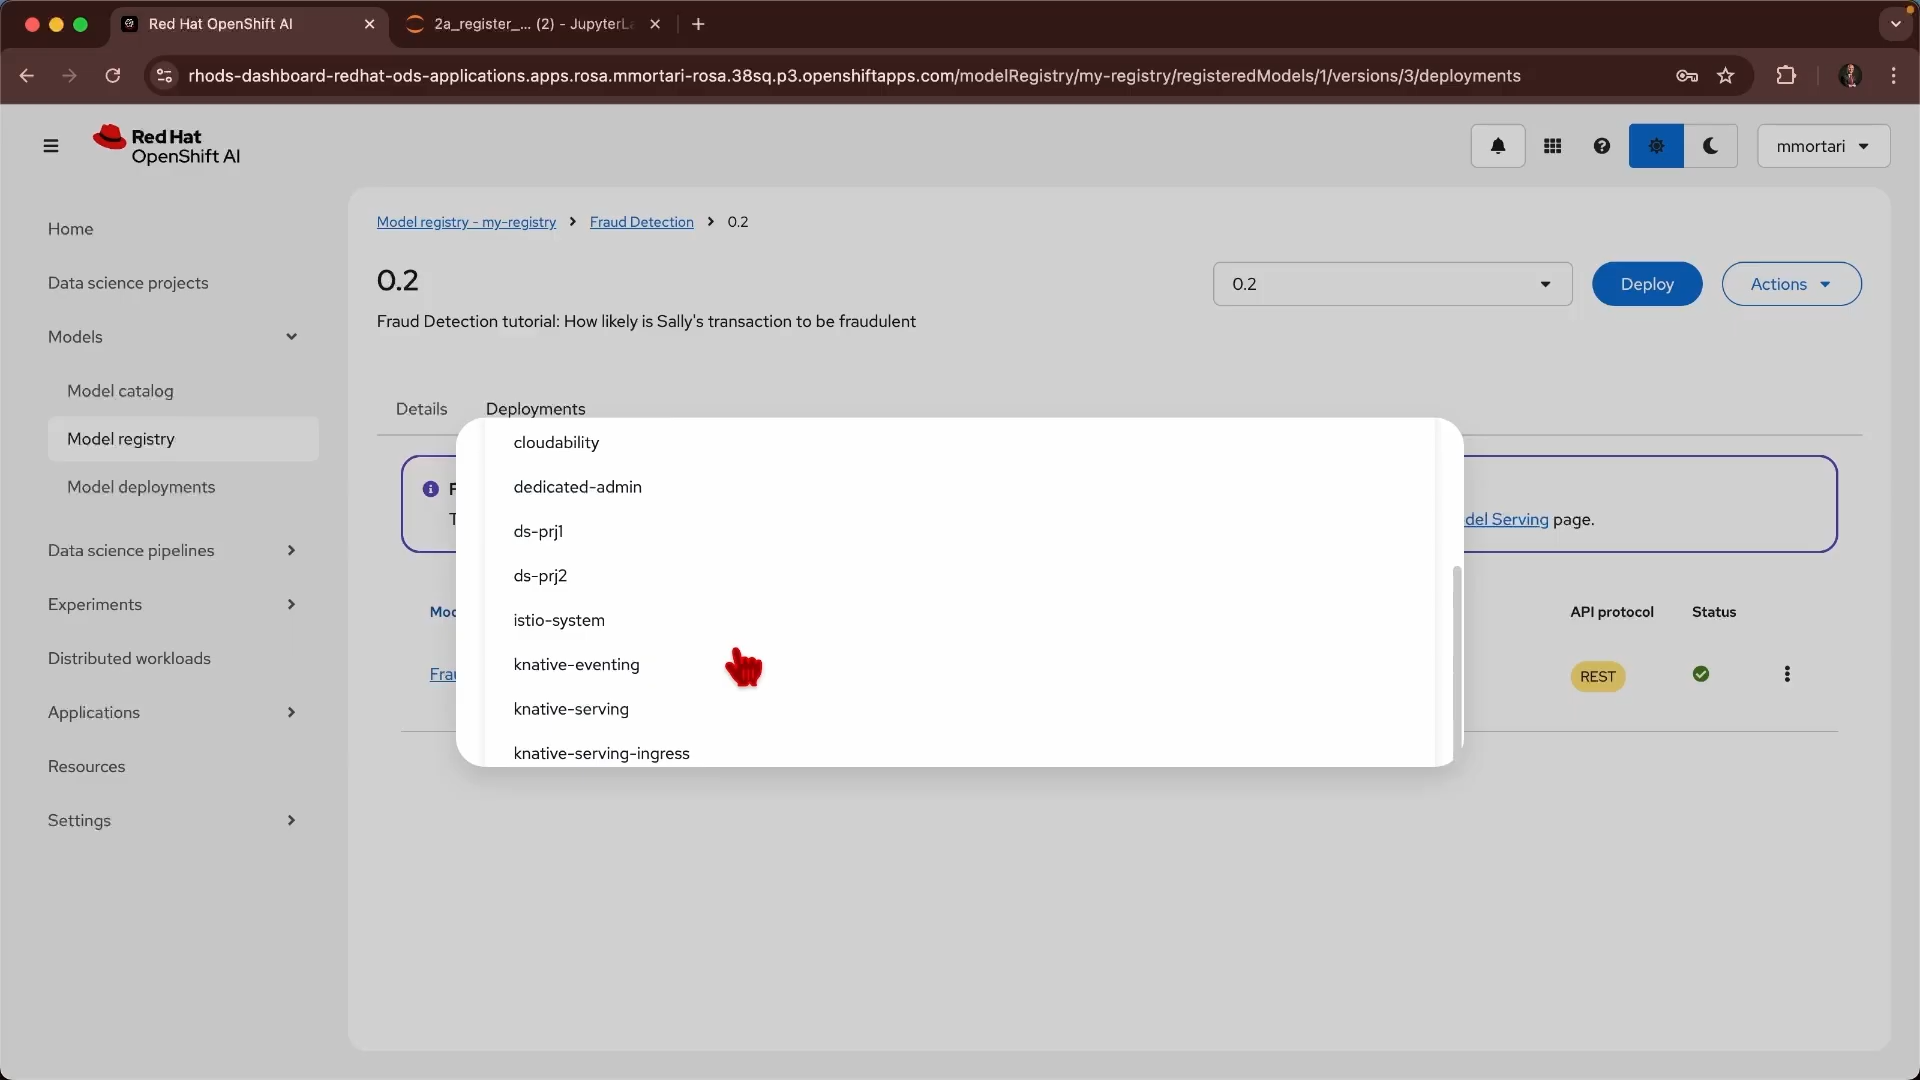 Red Hat OpenShift AI
2a_register_... (2) - JupyterL
rhods-dashboard-redhat-ods-applications.apps.rosa.mmortari-rosa.38sq.p3.openshiftapps.com/modelRegistry/my-registry/registeredModels/1/versions/3/deployments
Red Hat
OpenShift AI
mmortari
Home
Data science projects
Models
Model catalog
Model registry
Model deployments
Data science pipelines
Experiments
Distributed workloads
Applications
Resources
Settings
Model registry - my-registry > Fraud Detection > 0.2
0.2
0.2
Deploy
Actions
Fraud Detection tutorial: How likely is Sally's transaction to be fraudulent
Details
Deployments
cloudability
dedicated-admin
ds-prj1
ds-prj2
istio-system
knative-eventing
knative-serving
knative-serving-ingress
F
T
del Serving page.
Moc
API protocol
Status
Frau
REST